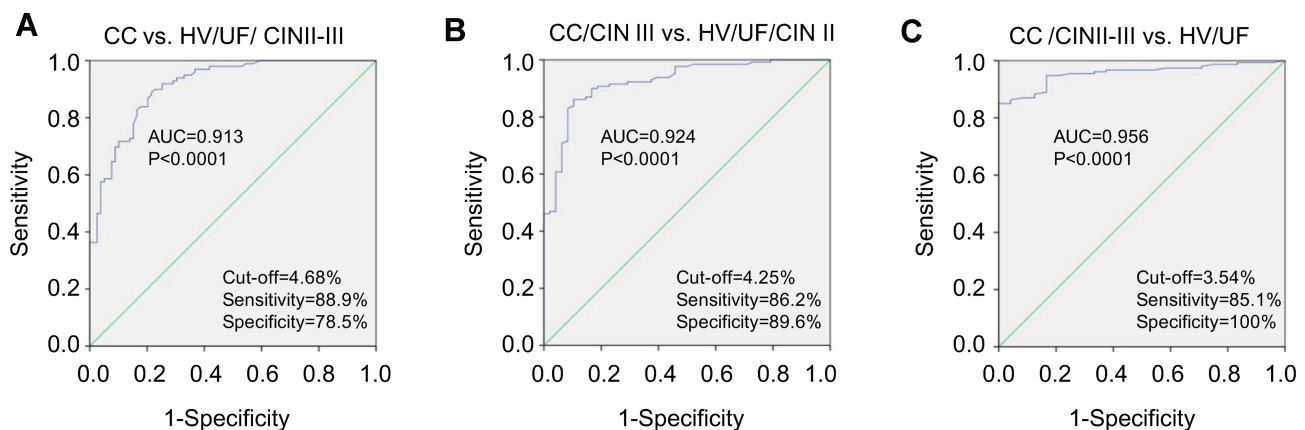 A
CC vs. HV/UF/ CINII-III
1.0
0.8
0.6
0.4
0.2
0.0
Sensitivity
AUC=0.913
P<0.0001
Cut-off=4.68%
Sensitivity=88.9%
Specificity=78.5%
0.0 0.2 0.4 0.6 0.8 1.0
1-Specificity
B
CC/CIN III vs. HV/UF/CIN II
1.0
0.8
0.6
0.4
0.2
0.0
Sensitivity
AUC=0.924
P<0.0001
Cut-off=4.25%
Sensitivity=86.2%
Specificity=89.6%
0.0 0.2 0.4 0.6 0.8 1.0
1-Specificity
C
CC /CINII-III vs. HV/UF
1.0
0.8
0.6
0.4
0.2
0.0
Sensitivity
AUC=0.956
P<0.0001
Cut-off=3.54%
Sensitivity=85.1%
Specificity=100%
0.0 0.2 0.4 0.6 0.8 1.0
1-Specificity